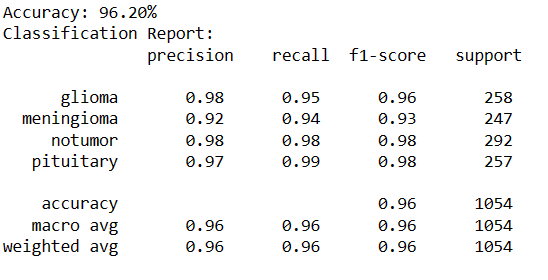 Accuracy: 96.20%
Classification Report:
precision recall f1-score support
glioma 0.98 0.95 0.96 258
meningioma 0.92 0.94 0.93 247
notumor 0.98 0.98 0.98 292
pituitary 0.97 0.99 0.98 257
accuracy 0.96 1054
macro avg 0.96 0.96 0.96 1054
weighted avg 0.96 0.96 0.96 1054